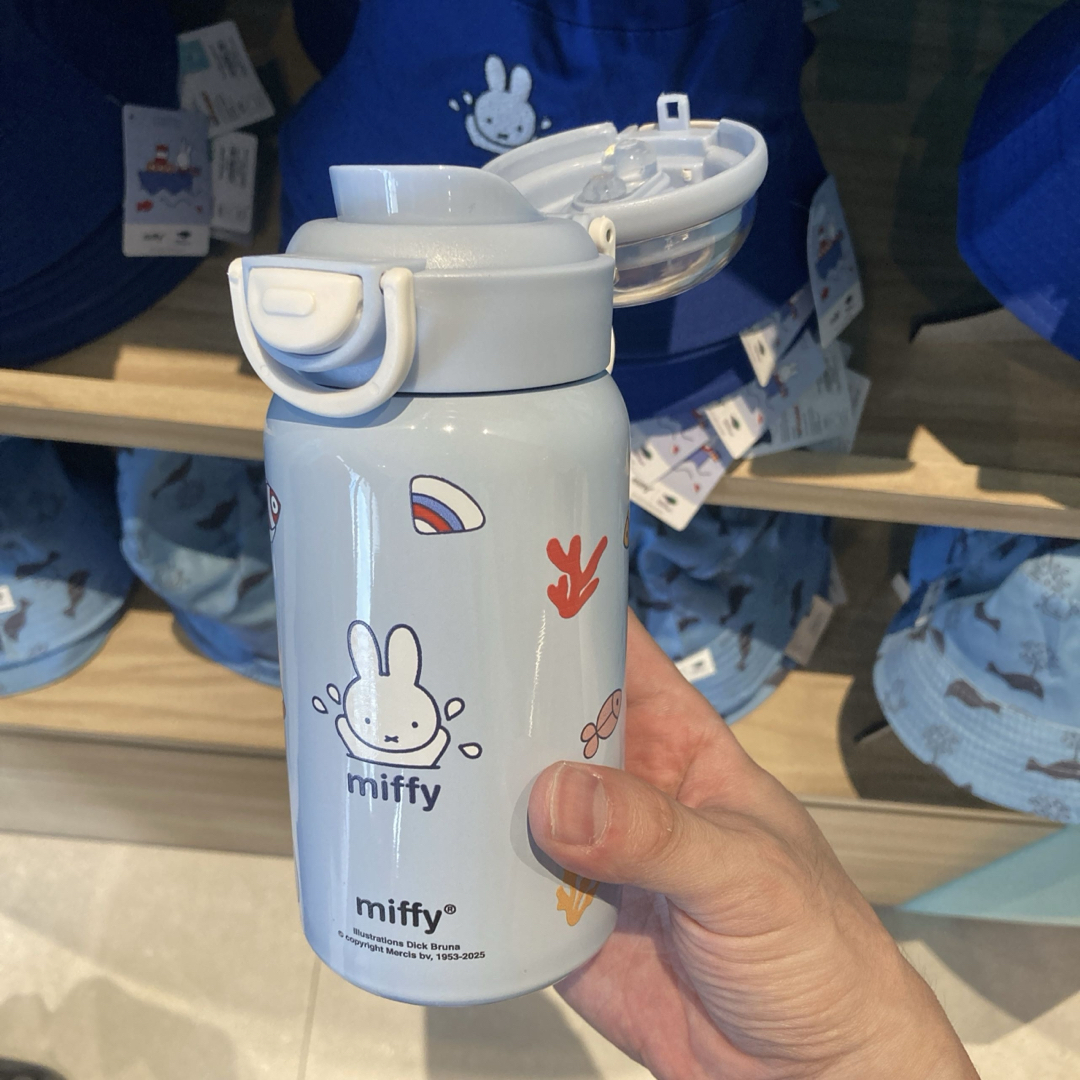 miffy
miffy®
Illustrations Dick Bruna
© copyright Mercis bv, 1953-2025